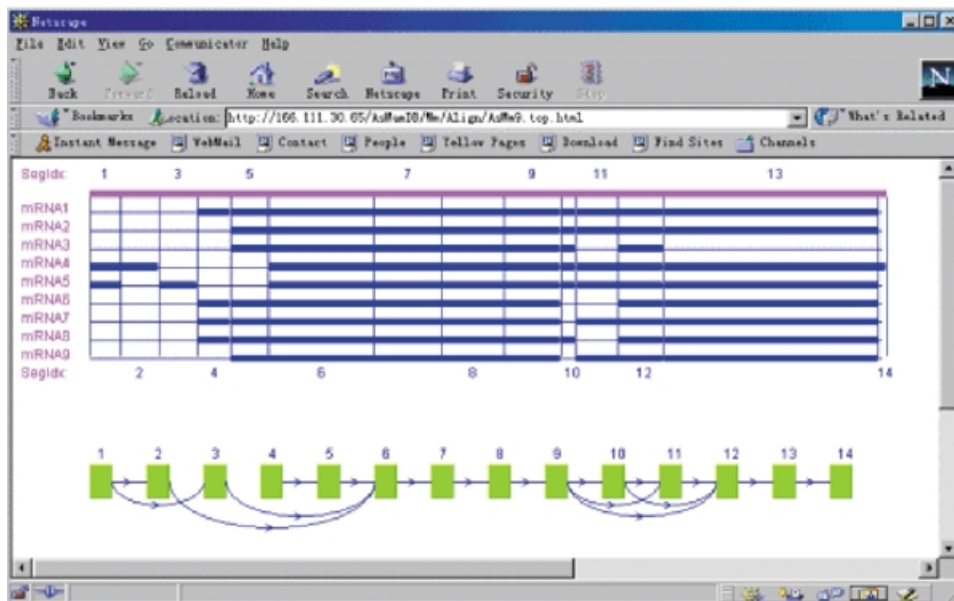 Netscape
File Edit View Go Communicator Help
Back Forward Reload Home Search Netscape Print Security Stop
Bookmarks Location: http://166.111.30.65/AsMamDB/Mm/Align/AsMm9.top.html What's Related
Instant Message WebMail Contact People Yellow Pages Download Find Sites Channels
SegIdx: 1 3 5 7 9 11 13
mRNA1
mRNA2
mRNA3
mRNA4
mRNA5
mRNA6
mRNA7
mRNA8
mRNA9
SegIdx: 2 4 6 8 10 12 14
1 2 3 4 5 6 7 8 9 10 11 12 13 14